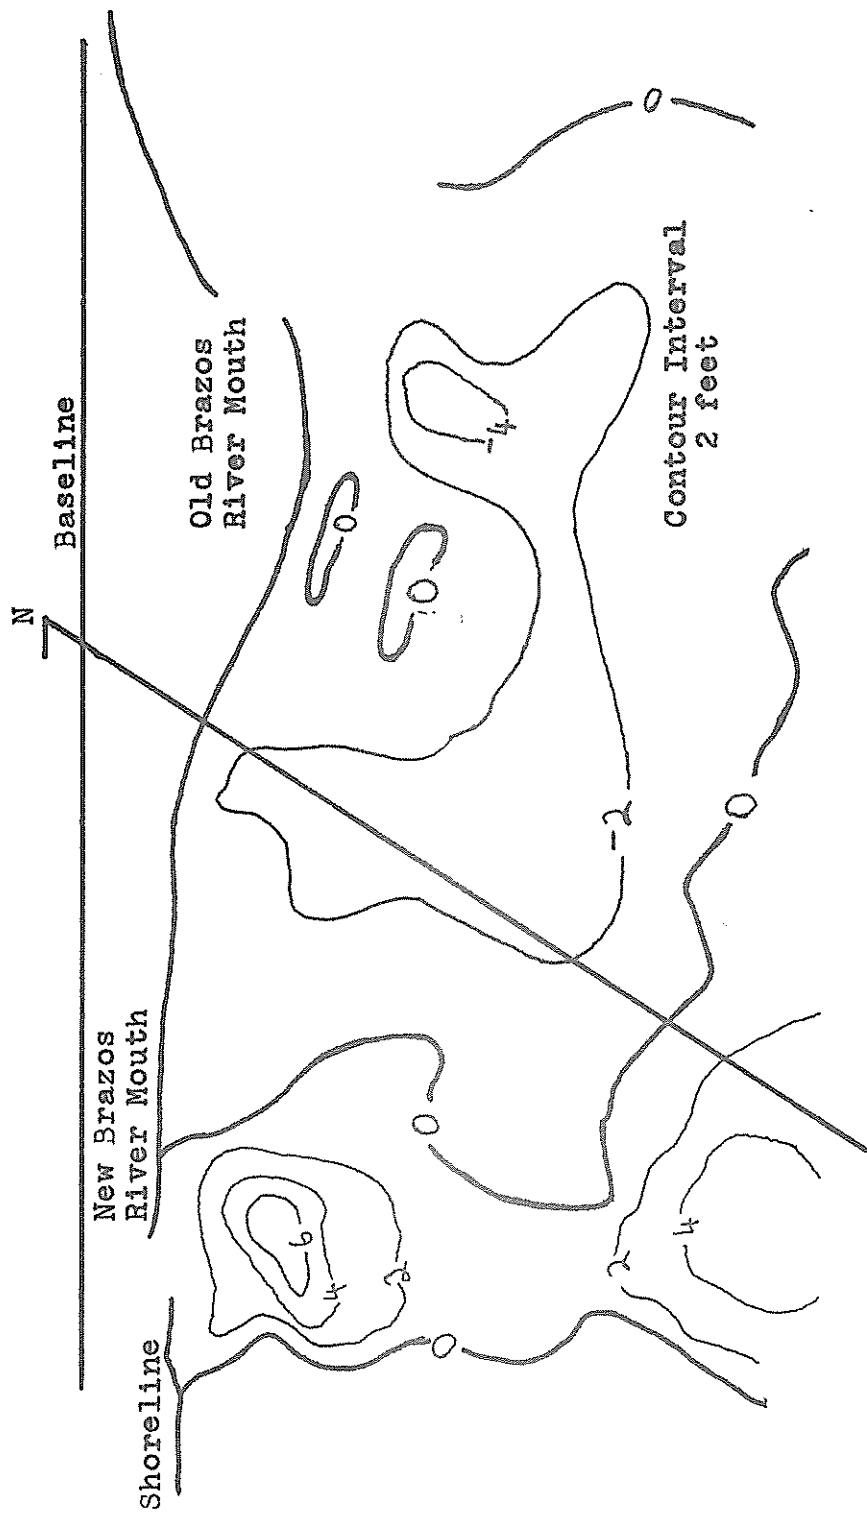 N
Baseline
Shoreline
New Brazos
River Mouth
Old Brazos
River Mouth
6
4
2
0
0
0
0
-4
0
2
4
-2
0
Contour Interval
2 feet